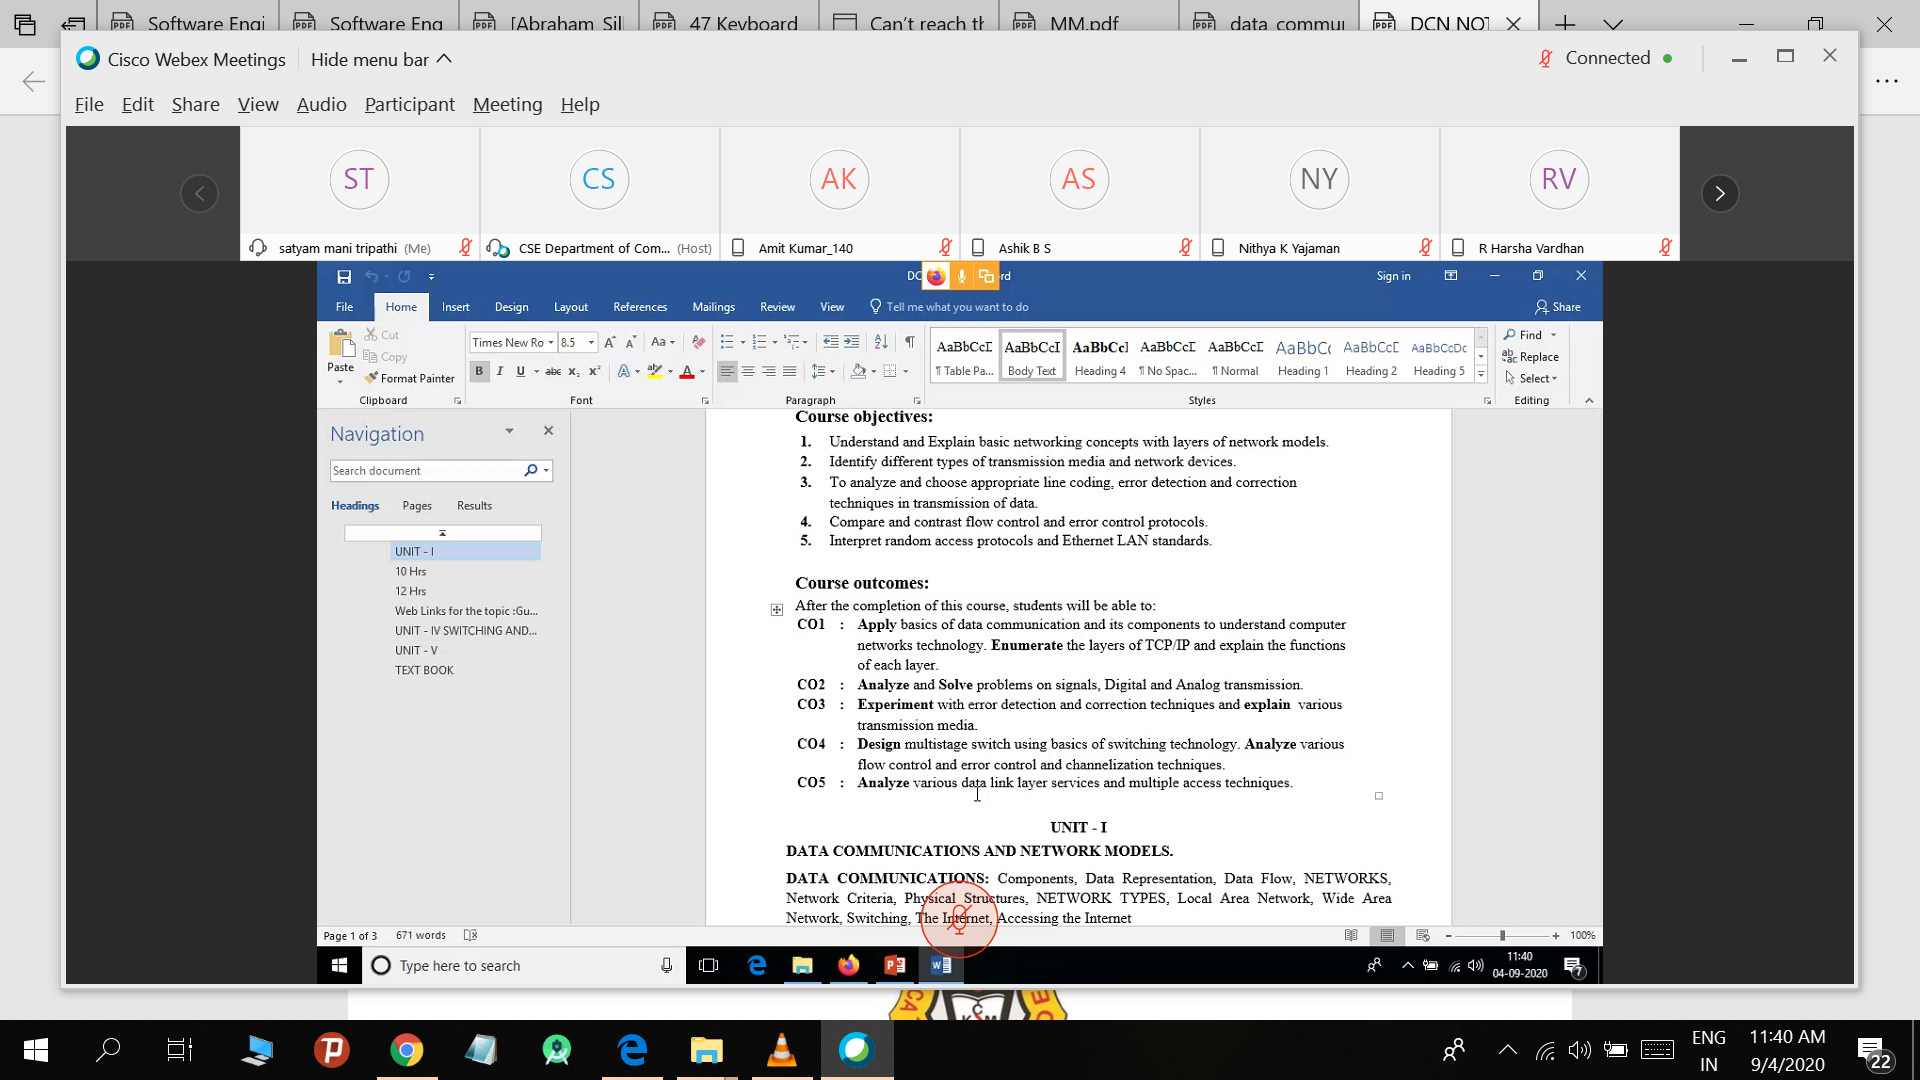 Software Engi
Software Eng
[Abraham_Sil
47 Keyboard
Can't reach th
MM.pdf
data_commu
DCN NOT
Cisco Webex Meetings
Hide menu bar
Connected
File Edit Share View Audio Participant Meeting Help
ST CS AK AS NY RV
satyam mani tripathi (Me)
CSE Department of Com... (Host)
Amit Kumar_140
Ashik B S
Nithya K Yajaman
R Harsha Vardhan
DC
rd
Sign in
File Home Insert Design Layout References Mailings Review View Tell me what you want to do
Share
Paste
Cut
Copy
Format Painter
Clipboard
Times New Ro 8.5
Font
Paragraph
AaBbCcI AaBbCcI AaBbCcI AaBbCcI AaBbCcI AaBbC( AaBbCcI AaBbCcDc
¶ Table Pa... Body Text Heading 4 ¶ No Spac... ¶ Normal Heading 1 Heading 2 Heading 5
Styles
Find
Replace
Select
Editing
Navigation
Search document
Headings Pages Results
UNIT - I
10 Hrs
12 Hrs
Web Links for the topic :Gu...
UNIT - IV SWITCHING AND...
UNIT - V
TEXT BOOK
Course objectives:
1. Understand and Explain basic networking concepts with layers of network models.
2. Identify different types of transmission media and network devices.
3. To analyze and choose appropriate line coding, error detection and correction
techniques in transmission of data.
4. Compare and contrast flow control and error control protocols.
5. Interpret random access protocols and Ethernet LAN standards.
Course outcomes:
After the completion of this course, students will be able to:
CO1 : Apply basics of data communication and its components to understand computer
networks technology. Enumerate the layers of TCP/IP and explain the functions
of each layer.
CO2 : Analyze and Solve problems on signals, Digital and Analog transmission.
CO3 : Experiment with error detection and correction techniques and explain various
transmission media.
CO4 : Design multistage switch using basics of switching technology. Analyze various
flow control and error control and channelization techniques.
CO5 : Analyze various data link layer services and multiple access techniques.
UNIT - I
DATA COMMUNICATIONS AND NETWORK MODELS.
DATA COMMUNICATIONS: Components, Data Representation, Data Flow, NETWORKS,
Network Criteria, Physical Structures, NETWORK TYPES, Local Area Network, Wide Area
Network, Switching, The Internet, Accessing the Internet
Page 1 of 3 671 words
100%
Type here to search
11:40
04-09-2020
7
ENG
IN
11:40 AM
9/4/2020
22